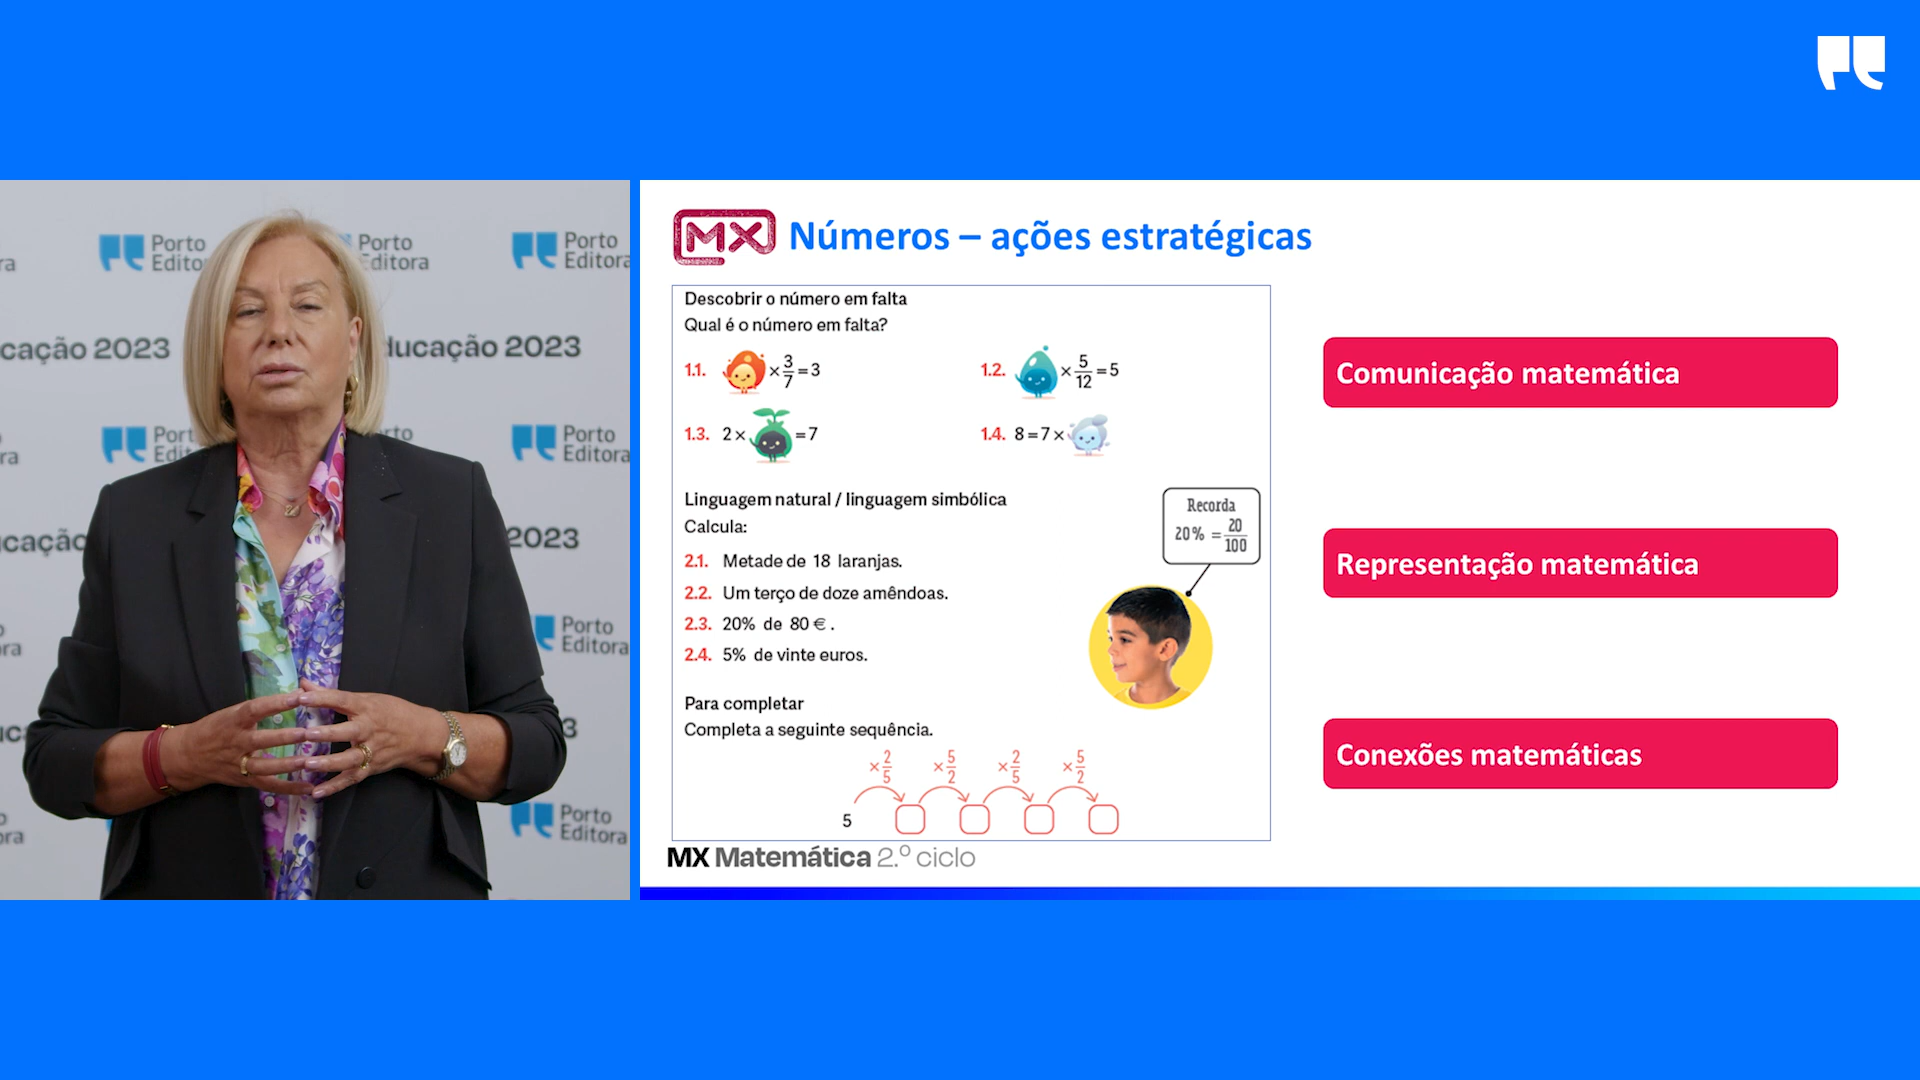 Porto
Editora
Porto
Editora
cação 2023
ducação 2023
Porto
Editora
icação
2023
Porto
Editora
Porto
Editora
MX Números – ações estratégicas
Descobrir o número em falta
Qual é o número em falta?
1.1. × 3/7 = 3
1.2. × 5/12 = 5
1.3. 2 × = 7
1.4. 8 = 7 ×
Linguagem natural / linguagem simbólica
Calcula:
2.1. Metade de 18 laranjas.
2.2. Um terço de doze amêndoas.
2.3. 20% de 80 € .
2.4. 5% de vinte euros.
Recorda
20% = 20/100
Para completar
Completa a seguinte sequência.
× 2/5 × 5/2 × 2/5 × 5/2
5
MX Matemática 2.º ciclo
Comunicação matemática
Representação matemática
Conexões matemáticas